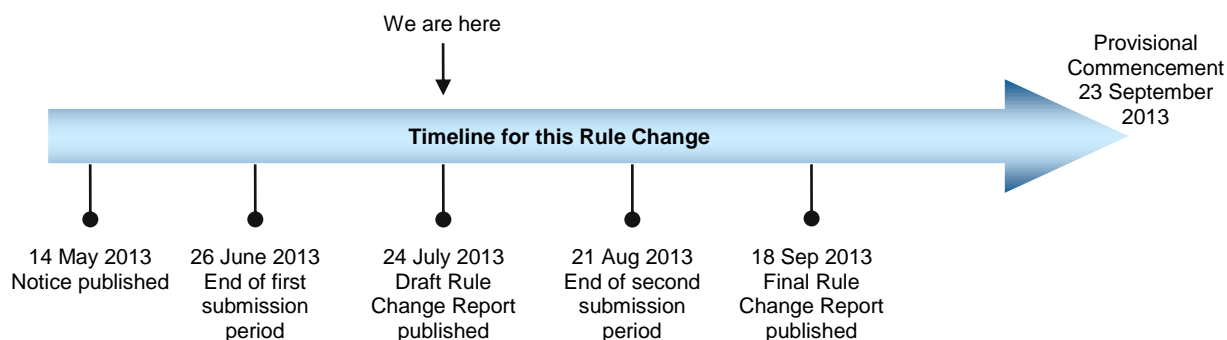 We are here
Provisional
Commencement
23 September
2013
Timeline for this Rule Change
14 May 2013
Notice published
26 June 2013
End of first
submission
period
24 July 2013
Draft Rule
Change Report
published
21 Aug 2013
End of second
submission
period
18 Sep 2013
Final Rule
Change Report
published